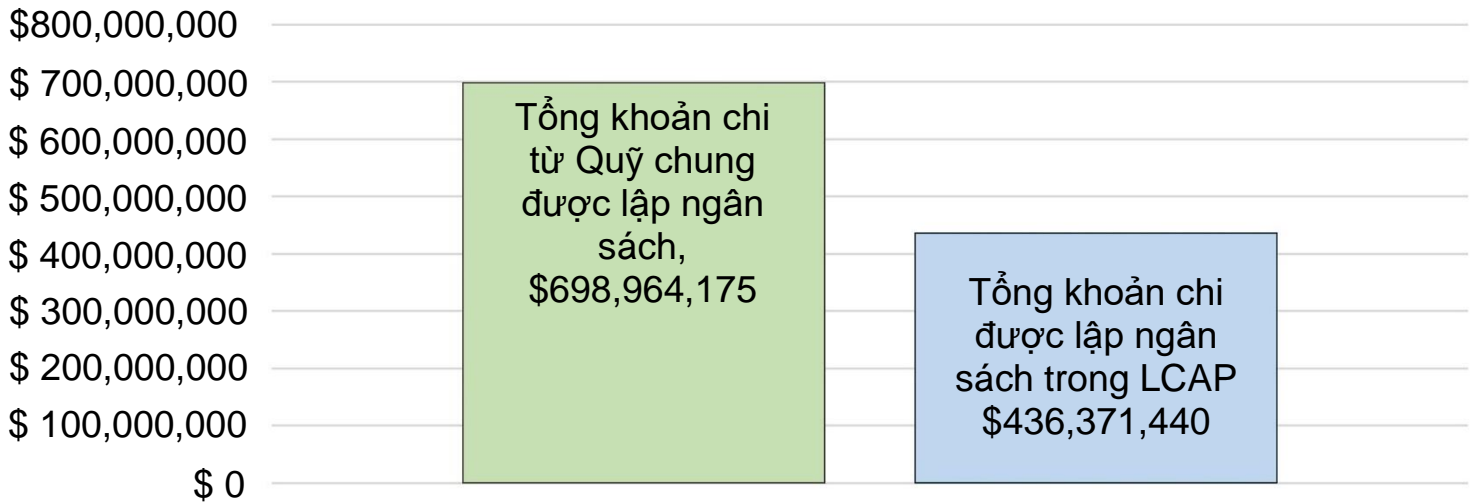 $800,000,000
$ 700,000,000
$ 600,000,000
$ 500,000,000
$ 400,000,000
$ 300,000,000
$ 200,000,000
$ 100,000,000
$ 0
Tổng khoản chi
từ Quỹ chung
được lập ngân
sách,
$698,964,175
Tổng khoản chi
được lập ngân
sách trong LCAP
$436,371,440